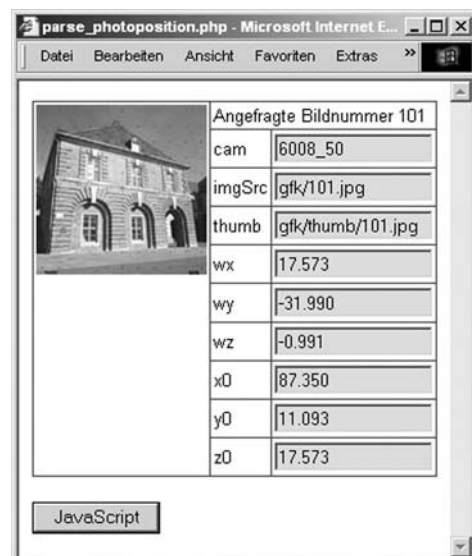 parse_photoposition.php - Microsoft Internet E...
Datei Bearbeiten Ansicht Favoriten Extras »
Angefragte Bildnummer 101
cam 6008_50
imgSrc gfk/101.jpg
thumb gfk/thumb/101.jpg
wx 17.573
wy -31.990
wz -0.991
x0 87.350
y0 11.093
z0 17.573
JavaScript